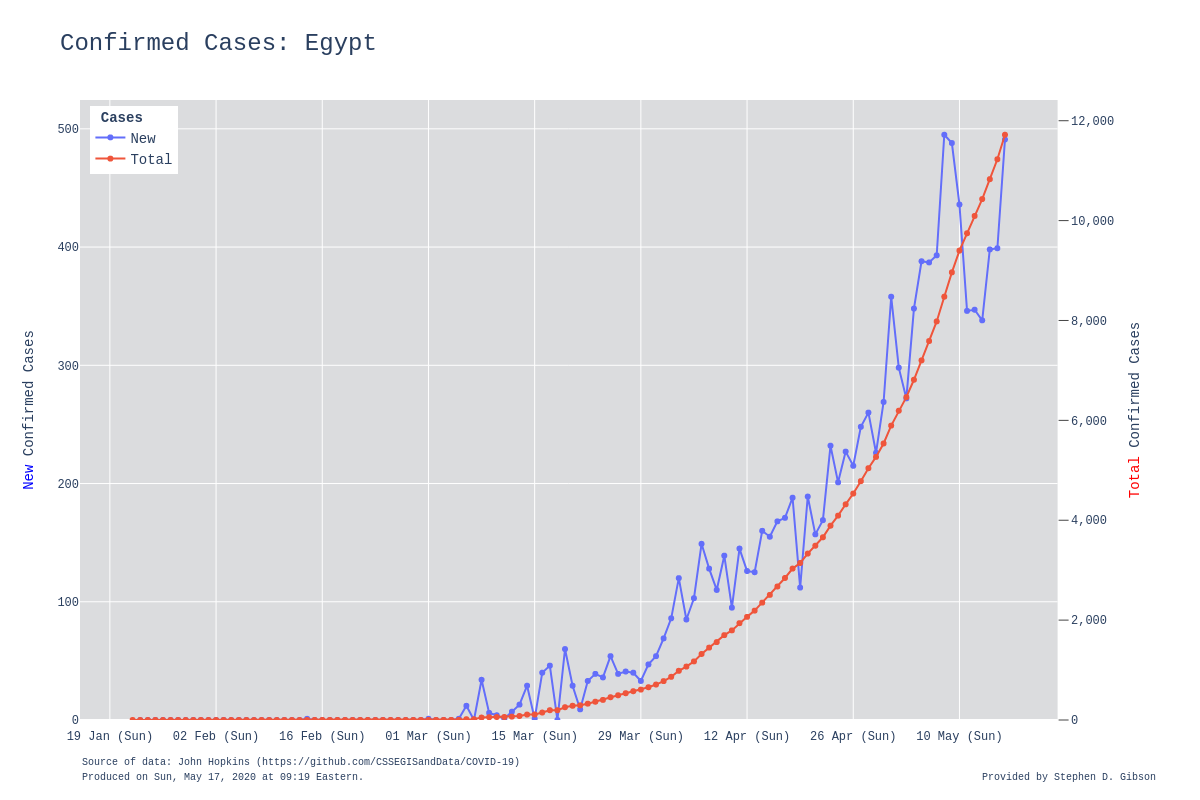 Confirmed Cases: Egypt
Cases
New
Total
500
400
300
200
100
0
New Confirmed Cases
12,000
10,000
8,000
6,000
4,000
2,000
0
Total Confirmed Cases
19 Jan (Sun) 02 Feb (Sun) 16 Feb (Sun) 01 Mar (Sun) 15 Mar (Sun) 29 Mar (Sun) 12 Apr (Sun) 26 Apr (Sun) 10 May (Sun)
Source of data: John Hopkins (https://github.com/CSSEGISandData/COVID-19)
Produced on Sun, May 17, 2020 at 09:19 Eastern.
Provided by Stephen D. Gibson